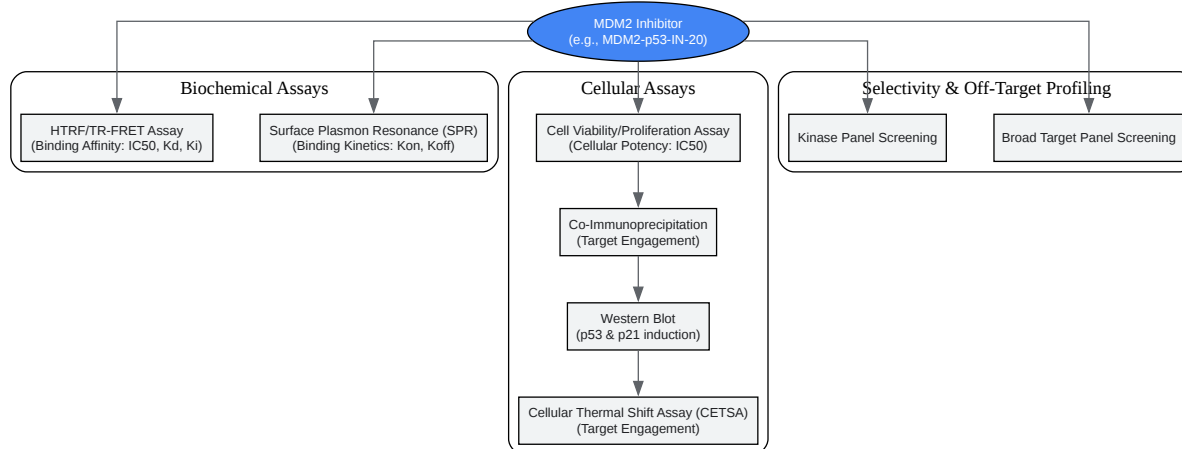 MDM2 Inhibitor
(e.g., MDM2-p53-IN-20)
Biochemical Assays
HTRF/TR-FRET Assay
(Binding Affinity: IC50, Kd, Ki)
Surface Plasmon Resonance (SPR)
(Binding Kinetics: Kon, Koff)
Cellular Assays
Cell Viability/Proliferation Assay
(Cellular Potency: IC50)
Co-Immunoprecipitation
(Target Engagement)
Western Blot
(p53 & p21 induction)
Cellular Thermal Shift Assay (CETSA)
(Target Engagement)
Selectivity & Off-Target Profiling
Kinase Panel Screening
Broad Target Panel Screening